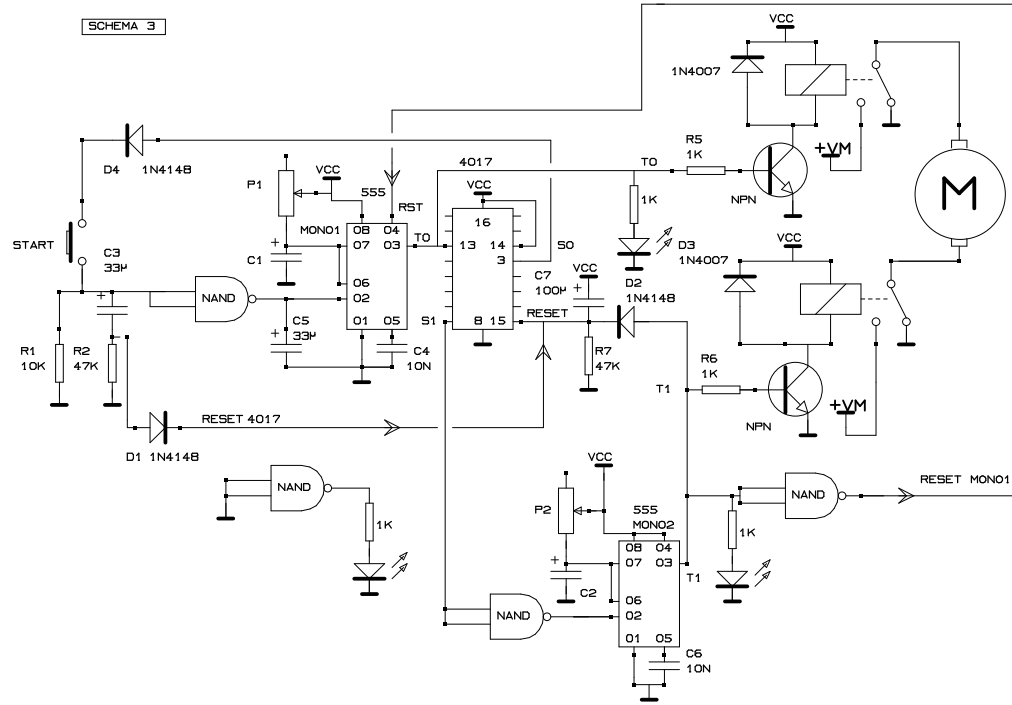 SCHEMA 3
VCC
1N4007
D4
1N4148
R5
1K
T0
+VM
NPN
M
4017
VCC
P1
VCC
555
RST
16
1K
START
C3
33µ
MONO1
08 04
07 03
T0
13
14
3
S0
D3
1N4007
VCC
C1
06
02
NAND
C7
100µ
VCC
D2
1N4148
S1
RESET
C5
33µ
01 05
8 15
R1
10K
R2
47K
C4
10N
R7
47K
R6
1K
T1
+VM
NPN
RESET 4017
D1 1N4148
NAND
VCC
NAND
RESET MONO1
P2
555
MONO2
1K
1K
08 04
07 03
T1
C2
06
02
NAND
01 05
C6
10N